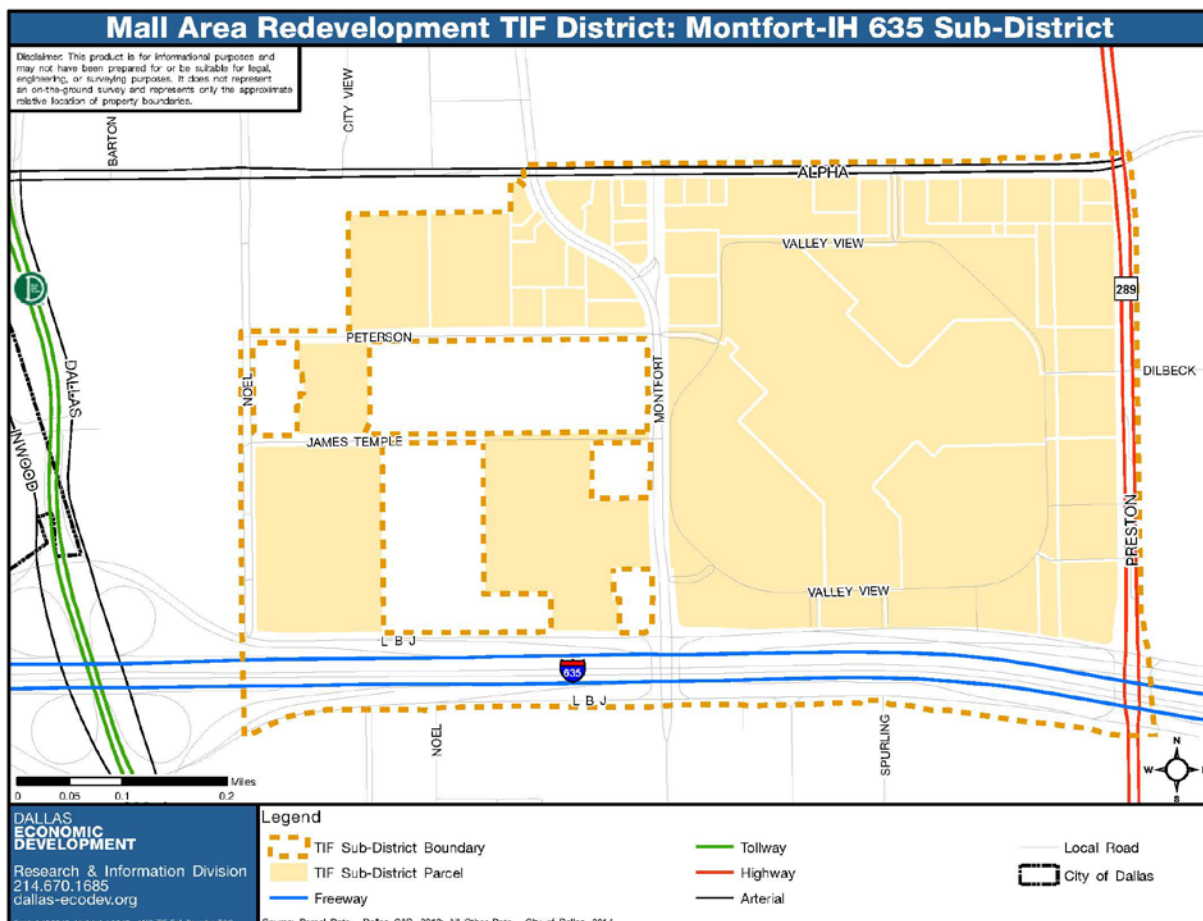 Mall Area Redevelopment TIF District: Montfort-IH 635 Sub-District
Disclaimer: This product is for informational purposes and
may not have been prepared for or be suitable for legal,
engineering, or surveying purposes. It does not represent
an on-the-ground survey and represents only the approximate
relative location of property boundaries.
BARTON
CITY VIEW
ALPHA
VALLEY VIEW
289
PETERSON
DALLAS
NOEL
MONTFORT
DILBECK
INWOOD
JAMES TEMPLE
PRESTON
VALLEY VIEW
L B J
635
L B J
NOEL
SPURLING
N
W
S
0 0.05 0.1 0.2 Miles
DALLAS
ECONOMIC
DEVELOPMENT
Research & Information Division
214.670.1685
dallas-ecodev.org
Legend
TIF Sub-District Boundary
TIF Sub-District Parcel
Freeway
Tollway
Highway
Arterial
Local Road
City of Dallas